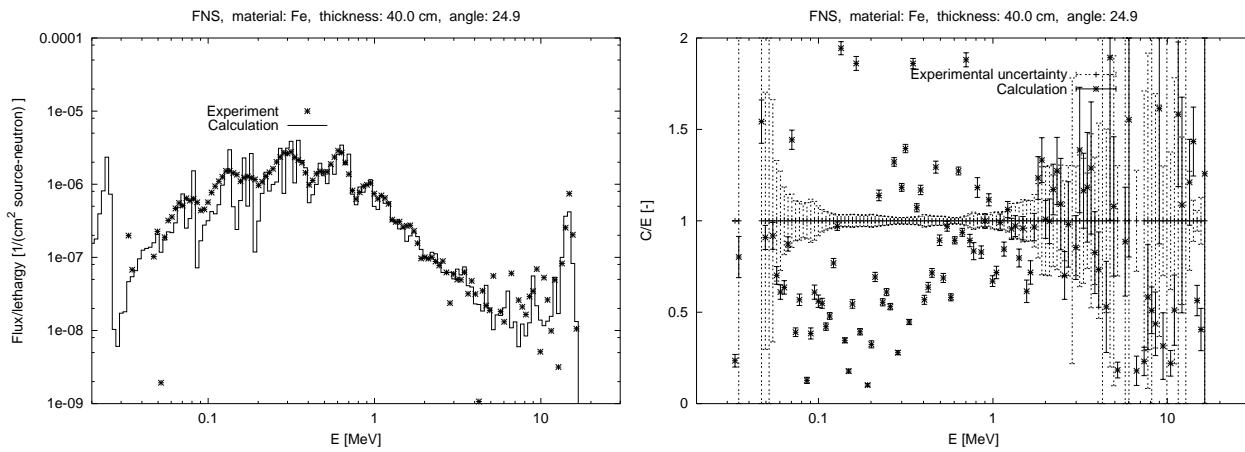 FNS, material: Fe, thickness: 40.0 cm, angle: 24.9
0.0001
1e-05
1e-06
1e-07
1e-08
1e-09
Flux/lethargy [1/(cm² source-neutron) ]
Experiment
Calculation
0.1
1
10
E [MeV]
FNS, material: Fe, thickness: 40.0 cm, angle: 24.9
2
1.5
1
0.5
0
C/E [-]
Experimental uncertainty
Calculation
0.1
1
10
E [MeV]